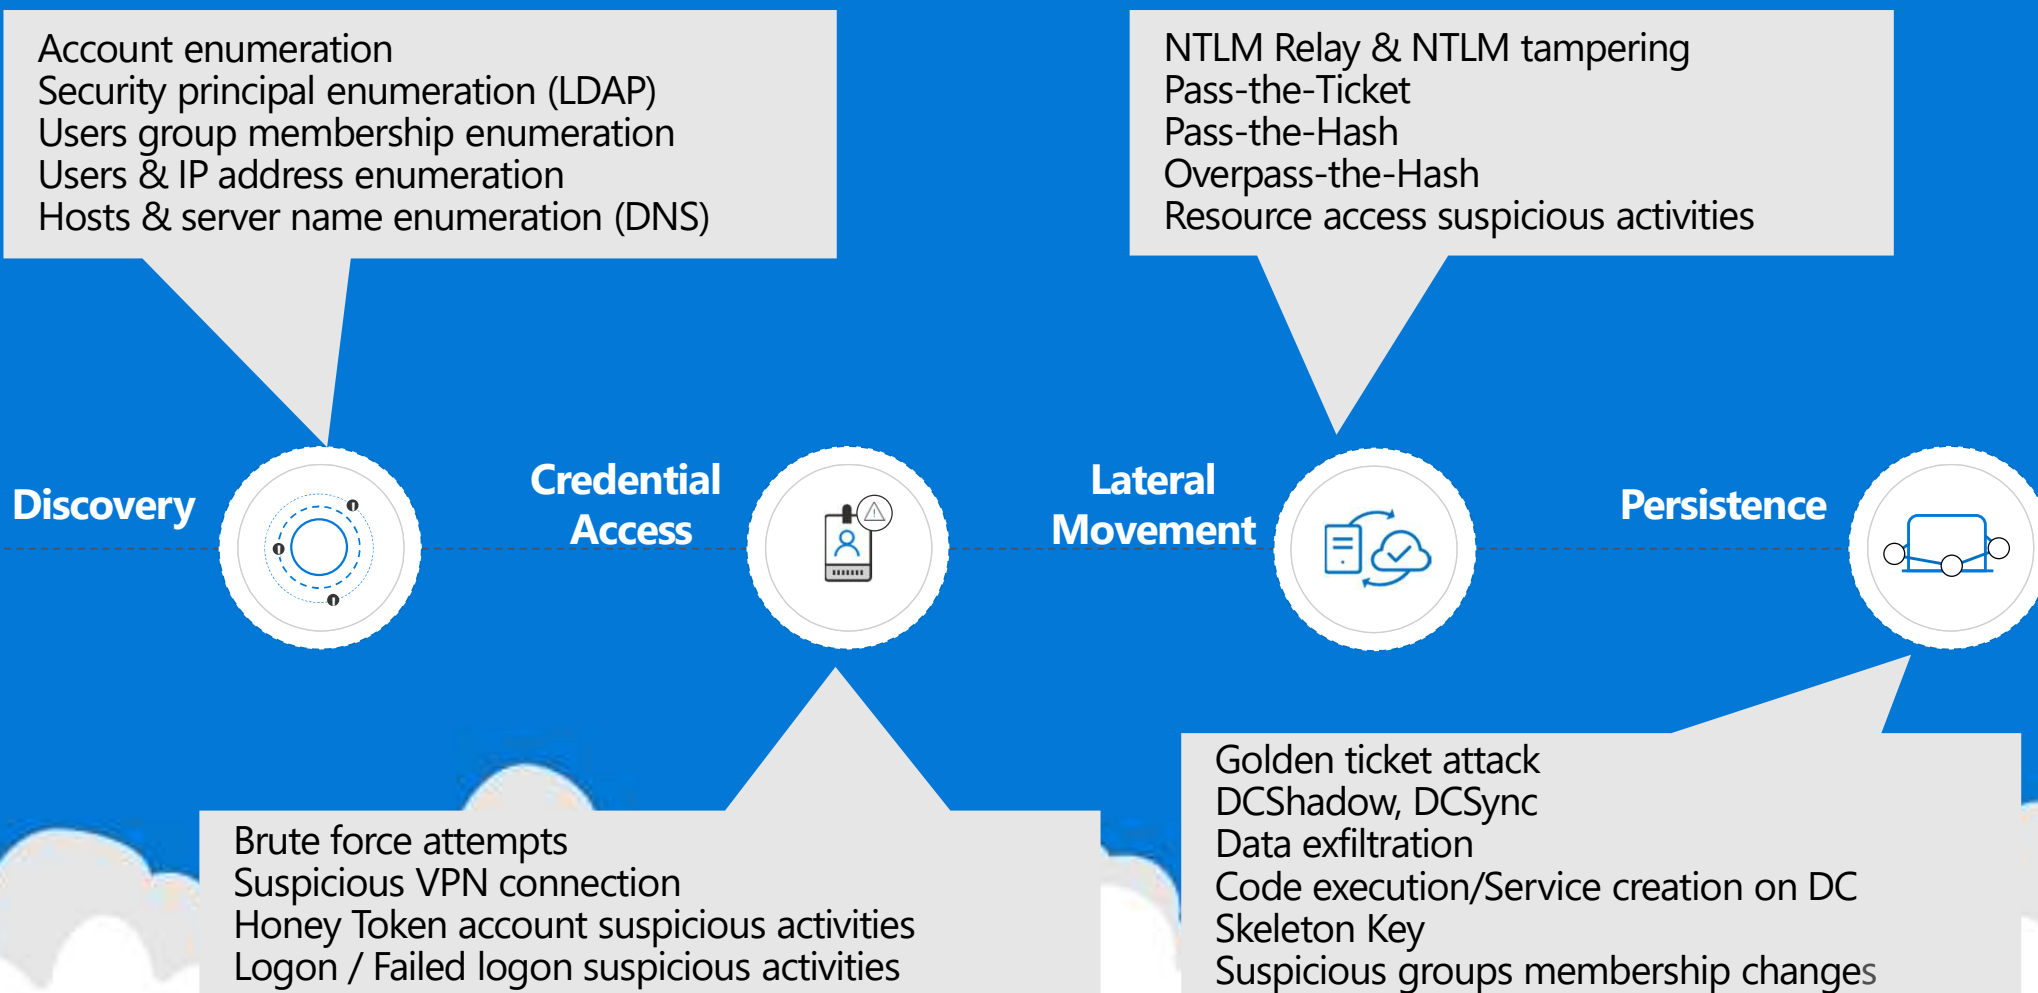 Account enumeration
Security principal enumeration (LDAP)
Users group membership enumeration
Users & IP address enumeration
Hosts & server name enumeration (DNS)
NTLM Relay & NTLM tampering
Pass-the-Ticket
Pass-the-Hash
Overpass-the-Hash
Resource access suspicious activities
Discovery
Credential
Access
Lateral
Movement
Persistence
Brute force attempts
Suspicious VPN connection
Honey Token account suspicious activities
Logon / Failed logon suspicious activities
Golden ticket attack
DCShadow, DCSync
Data exfiltration
Code execution/Service creation on DC
Skeleton Key
Suspicious groups membership changes